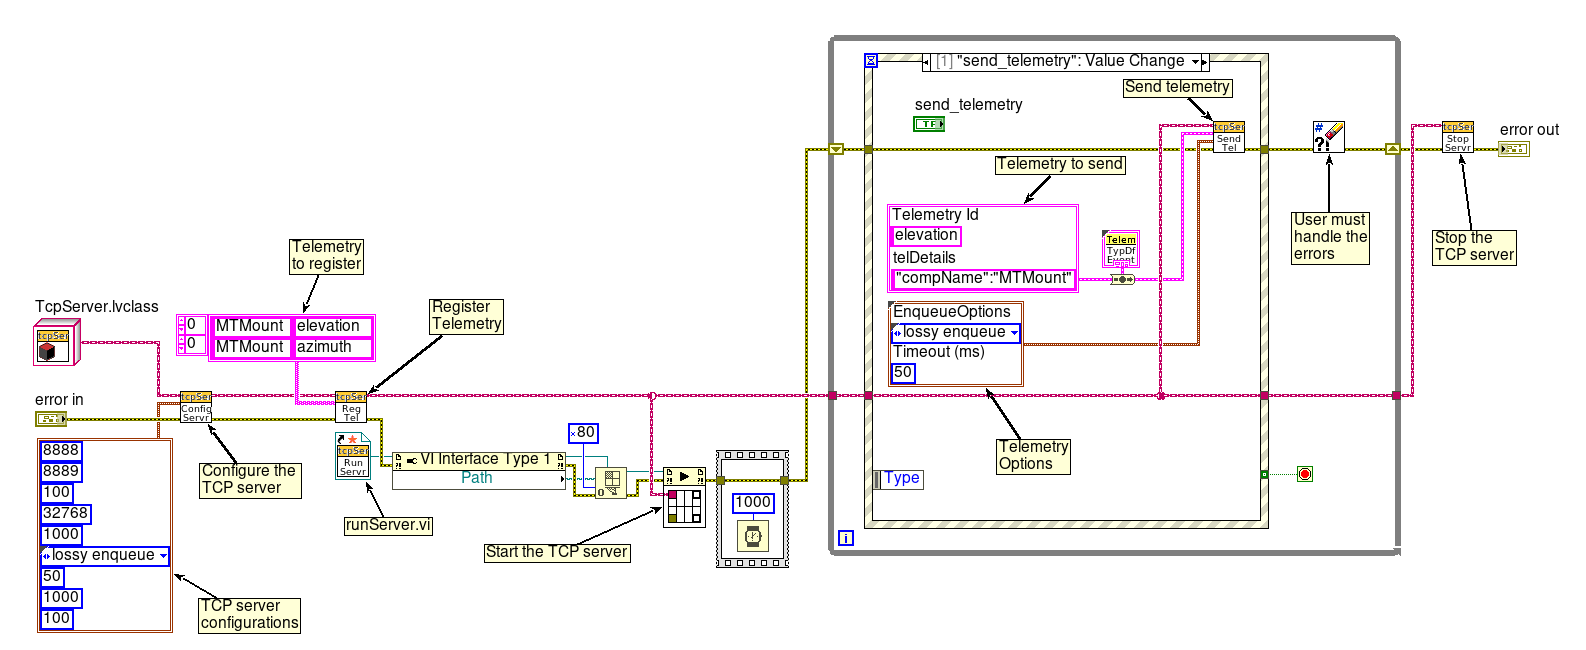 [1] "send_telemetry": Value Change
Send telemetry
send_telemetry
TF
tcpSer
Send
Tel
#
?!
tcpSer
Stop
Servr
error out
Telemetry to send
Telemetry Id
elevation
telDetails
"compName":"MTMount"
Telem
TypDf
Event
User must
handle the
errors
Stop the
TCP server
Telemetry
to register
TcpServer.lvclass
tcpSer
0
MTMount
elevation
0
MTMount
azimuth
Register
Telemetry
EnqueueOptions
lossy enqueue
Timeout (ms)
50
error in
tcpSer
Config
Servr
tcpSer
Reg
Tel
8888
8889
100
32768
1000
lossy enqueue
50
1000
100
Configure the
TCP server
tcpSer
Run
Servr
runServer.vi
VI Interface Type 1
Path
×80
0
Start the TCP server
1000
Telemetry
Options
Type
i
TCP server
configurations